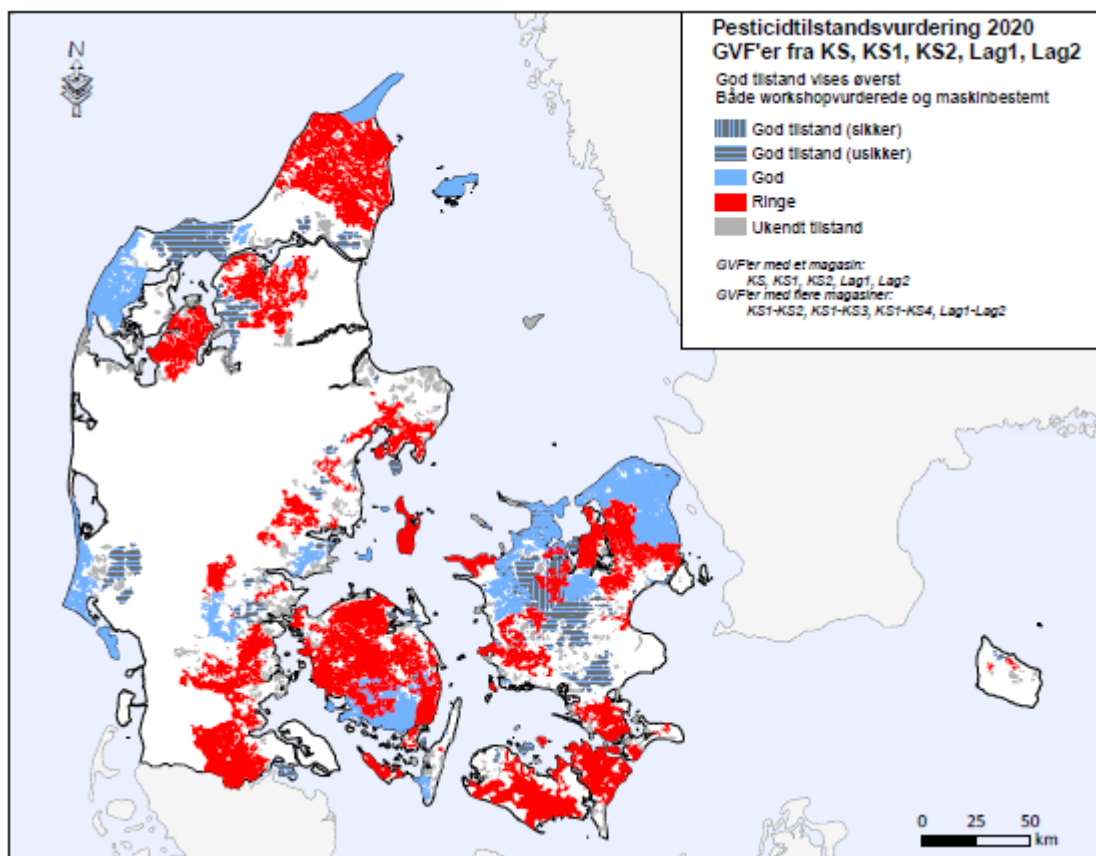 Pesticidtilstandsvurdering 2020
GVF'er fra KS, KS1, KS2, Lag1, Lag2
God tilstand vises øverst
Både workshopvurderede og maskinbestemt
God tilstand (sikker)
God tilstand (usikker)
God
Ringe
Ukendt tilstand
GVF'er med et magasin:
KS, KS1, KS2, Lag1, Lag2
GVF'er med flere magasiner:
KS1-KS2, KS1-KS3, KS1-KS4, Lag1-Lag2
N
0 25 50
km